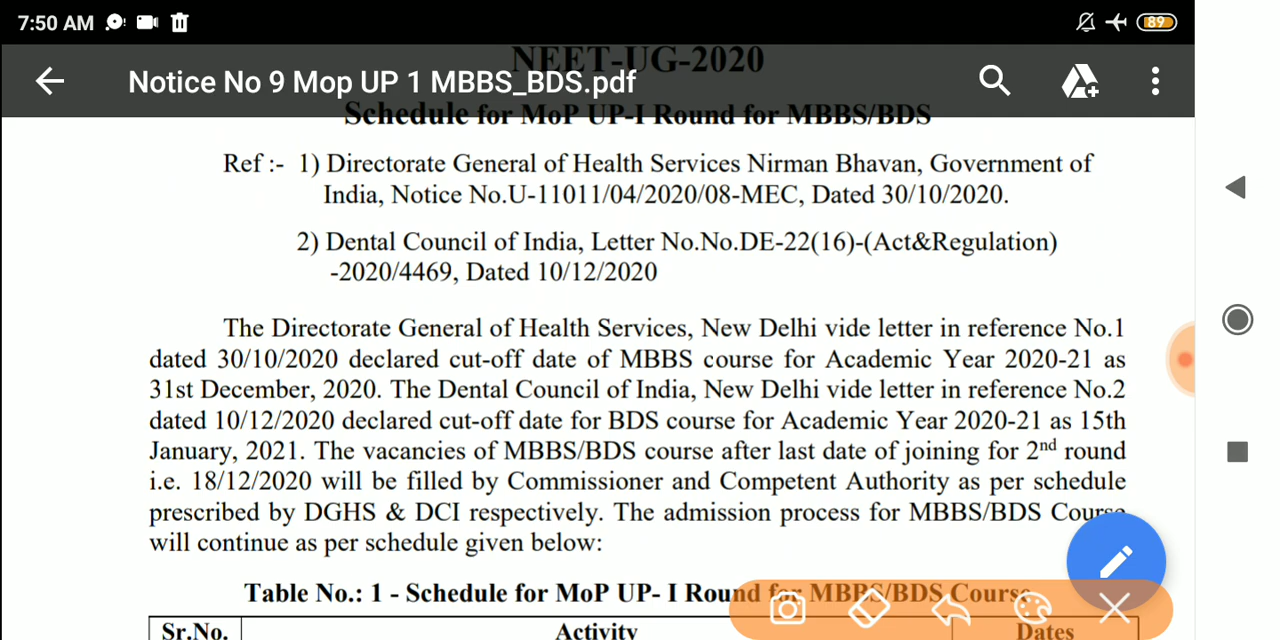 7:50 AM
89
NEET-UG-2020
Notice No 9 Mop UP 1 MBBS_BDS.pdf
Schedule for MoP UP-I Round for MBBS/BDS
Ref :- 1) Directorate General of Health Services Nirman Bhavan, Government of
India, Notice No.U-11011/04/2020/08-MEC, Dated 30/10/2020.
2) Dental Council of India, Letter No.No.DE-22(16)-(Act&Regulation)
-2020/4469, Dated 10/12/2020
The Directorate General of Health Services, New Delhi vide letter in reference No.1
dated 30/10/2020 declared cut-off date of MBBS course for Academic Year 2020-21 as
31st December, 2020. The Dental Council of India, New Delhi vide letter in reference No.2
dated 10/12/2020 declared cut-off date for BDS course for Academic Year 2020-21 as 15th
January, 2021. The vacancies of MBBS/BDS course after last date of joining for 2nd round
i.e. 18/12/2020 will be filled by Commissioner and Competent Authority as per schedule
prescribed by DGHS & DCI respectively. The admission process for MBBS/BDS Course
will continue as per schedule given below:
Table No.: 1 - Schedule for MoP UP- I Round for MBBS/BDS Course
Sr.No. Activity Dates